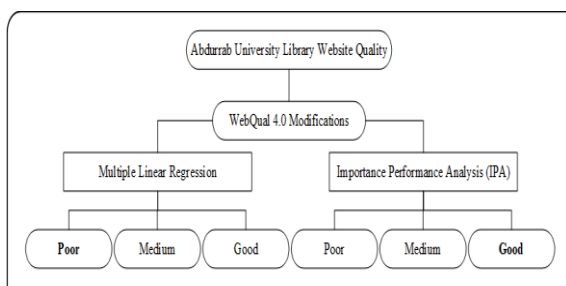 Abdurrab University Library Website Quality
WebQual 4.0 Modifications
Multiple Linear Regression
Importance Performance Analysis (IPA)
Poor
Medium
Good
Poor
Medium
Good